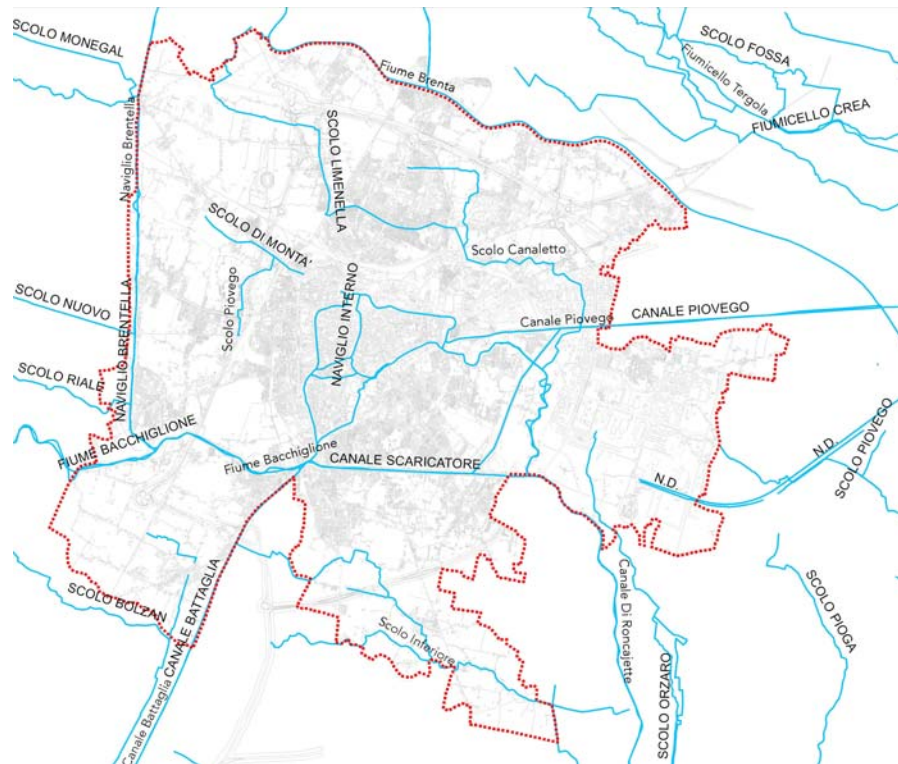 SCOLO MONEGAL
SCOLO FOSSA
Fiume Brenta
Fiumicello Tergola
FIUMICELLO CREA
Naviglio Brentella
SCOLO LIMENELLA
SCOLO DI MONTA'
Scolo Canaletto
SCOLO NUOVO
NAVIGLIO BRENTELLA
Scolo Piovego
NAVIGLIO INTERNO
Canale Piovego
CANALE PIOVEGO
SCOLO RIALE
FIUME BACCHIGLIONE
Fiume Bacchiglione
CANALE SCARICATORE
N.D.
N.D.
SCOLO PIOVEGO
SCOLO BOLZAN
CANALE BATTAGLIA
Scolo Inferiore
Canale Di Roncajette
SCOLO PIOGA
SCOLO ORZARO
Canale Battaglia